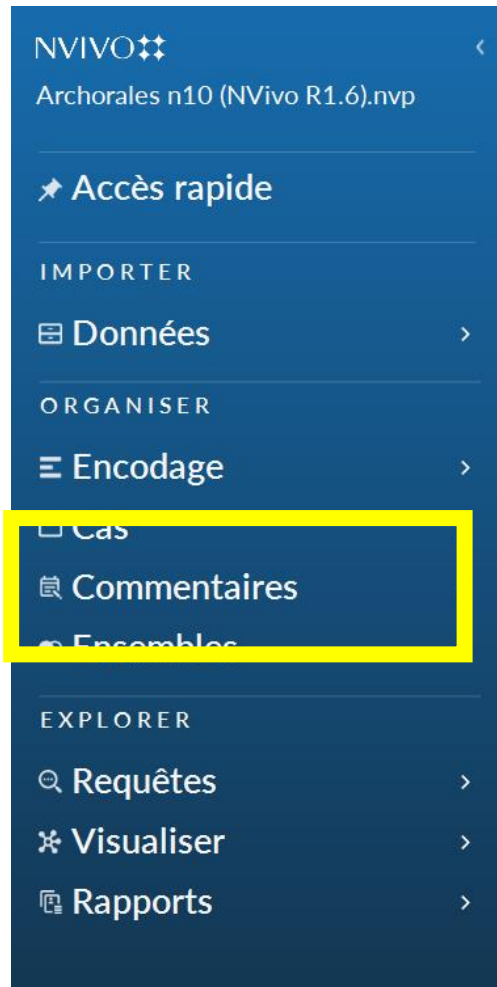 NVIVO
Archorales n10 (NVivo R1.6).nvp
Accès rapide
IMPORTER
Données
ORGANISER
Encodage
Cas
Commentaires
Ensembles
EXPLORER
Requêtes
Visualiser
Rapports